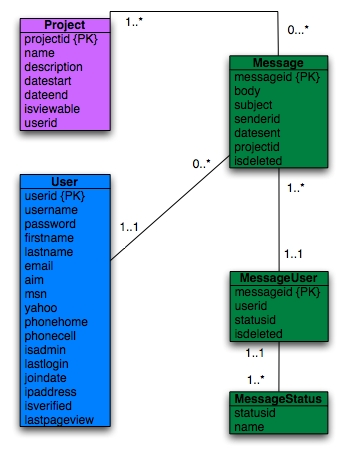 Project
projectid {PK}
name
description
datestart
dateend
isviewable
userid
1..*
0...*
Message
messageid {PK}
body
subject
senderid
datesent
projectid
isdeleted
0..*
1..*
User
userid {PK}
username
password
firstname
lastname
email
aim
msn
yahoo
phonehome
phonecell
isadmin
lastlogin
joindate
ipaddress
isverified
lastpageview
1..1
1..1
MessageUser
messageid {PK}
userid
statusid
isdeleted
1..1
1..*
MessageStatus
statusid
name